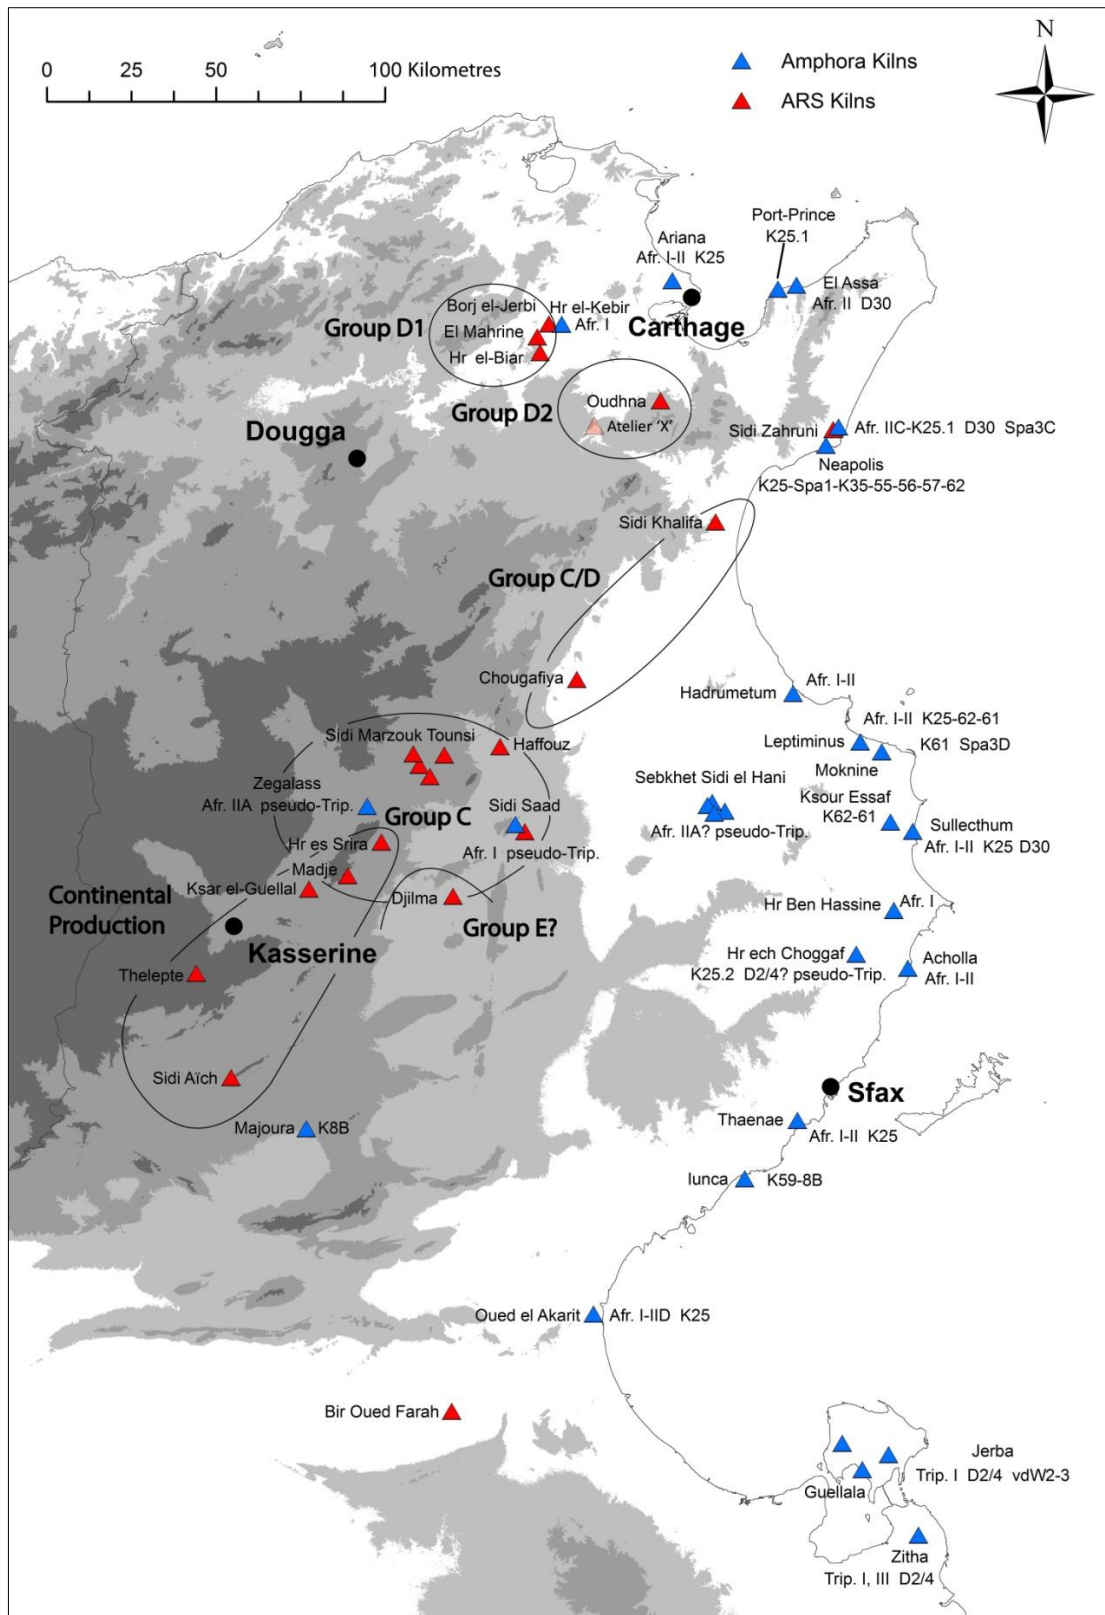 0 25 50 100 Kilometres
Amphora Kilns
ARS Kilns
N
Port-Prince
K25.1
Ariana
Afr. I-II K25
El Assa
Afr. II D30
Carthage
Borj el-Jerbi
Hr el-Kebir
Afr. I
Group D1
El Mahrine
Hr el-Biar
Group D2
Oudhna
Atelier 'X'
Dougga
Sidi Zahruni
Afr. IIC-K25.1 D30 Spa3C
Neapolis
K25-Spa1-K35-55-56-57-62
Sidi Khalifa
Group C/D
Chougafiya
Hadrumetum
Afr. I-II
Afr. I-II K25-62-61
Leptiminus
K61 Spa3D
Moknine
Sidi Marzouk Tounsi
Haffouz
Zegalass
Afr. IIA pseudo-Trip.
Group C
Sidi Saad
Afr. I pseudo-Trip.
Sebkhet Sidi el Hani
Afr. IIA? pseudo-Trip.
Ksour Essaf
K62-61
Sullecthum
Afr. I-II K25 D30
Hr es Srira
Madje
Ksar el-Guellal
Djilma
Group E?
Continental
Production
Kasserine
Hr Ben Hassine
Afr. I
Hr ech Choggaf
K25.2 D2/4? pseudo-Trip.
Acholla
Afr. I-II
Thelepte
Sidi Aïch
Majoura
K8B
Sfax
Thaenae
Afr. I-II K25
Iunca
K59-8B
Oued el Akarit
Afr. I-IID K25
Bir Oued Farah
Jerba
Trip. I D2/4 vdW2-3
Guellala
Zitha
Trip. I, III D2/4